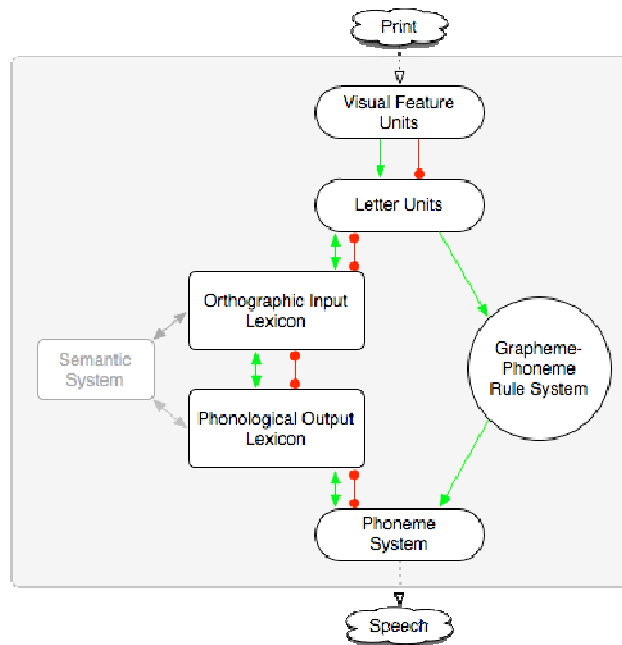 Print
Visual Feature
Units
Letter Units
Orthographic Input
Lexicon
Semantic
System
Grapheme-
Phoneme
Rule System
Phonological Output
Lexicon
Phoneme
System
Speech